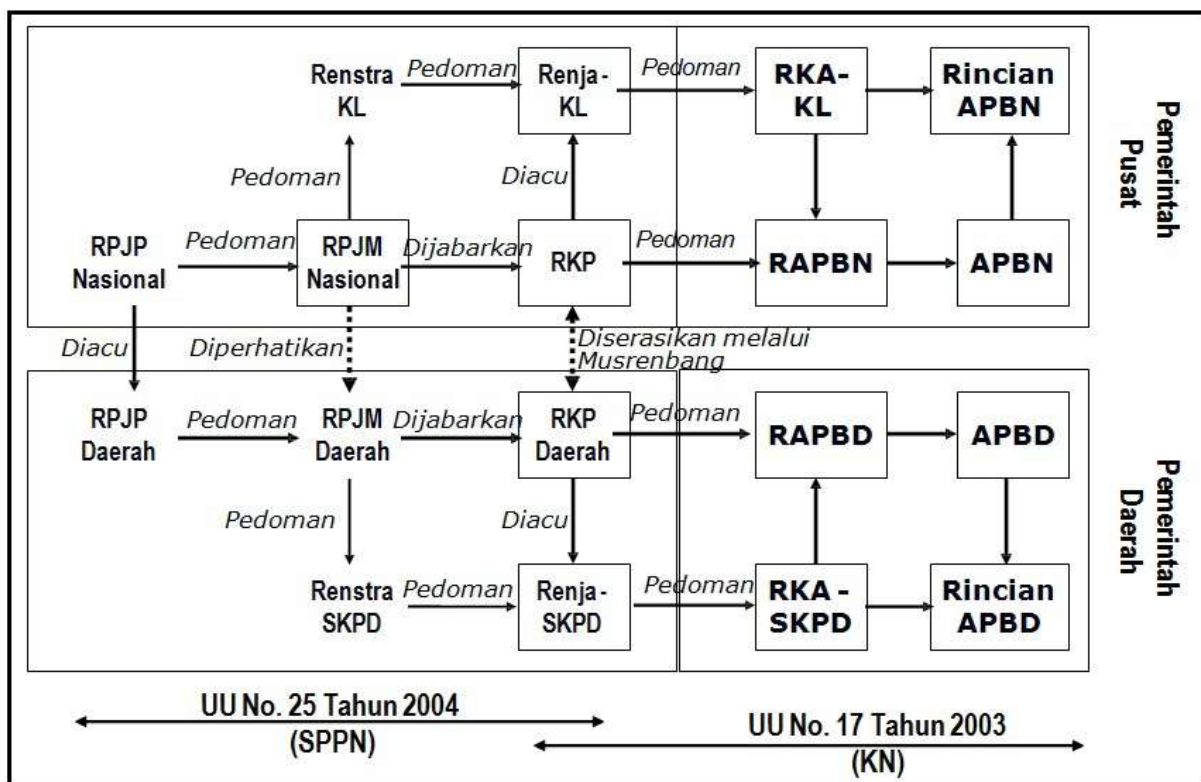 Renstra
KL
Pedoman
Renja-
KL
Pedoman
RKA-
KL
Rincian
APBN
Pedoman
Diacu
RPJP
Nasional
Pedoman
RPJM
Nasional
Dijabarkan
RKP
Pedoman
RAPBN
APBN
Pemerintah
Pusat
Diacu
Diperhatikan
Diserasikan melalui
Musrenbang
RPJP
Daerah
Pedoman
RPJM
Daerah
Dijabarkan
RKP
Daerah
Pedoman
RAPBD
APBD
Pedoman
Diacu
Renstra
SKPD
Pedoman
Renja-
SKPD
Pedoman
RKA -
SKPD
Rincian
APBD
Pemerintah
Daerah
UU No. 25 Tahun 2004
(SPPN)
UU No. 17 Tahun 2003
(KN)